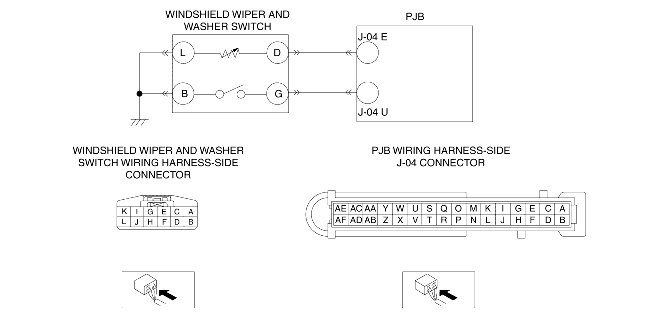 WINDSHIELD WIPER AND
WASHER SWITCH
PJB
L
D
J-04 E
B
G
J-04 U
WINDSHIELD WIPER AND WASHER
SWITCH WIRING HARNESS-SIDE
CONNECTOR
K I G E C A
L J H F D B
PJB WIRING HARNESS-SIDE
J-04 CONNECTOR
AE AC AA Y W U S Q O M K I G E C A
AF AD AB Z X V T R P N L J H F D B